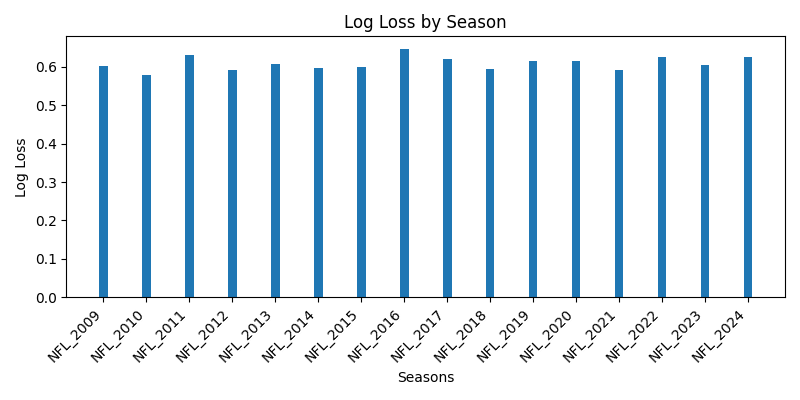 Log Loss by Season
Log Loss
0.6
0.5
0.4
0.3
0.2
0.1
0.0
NFL_2009
NFL_2010
NFL_2011
NFL_2012
NFL_2013
NFL_2014
NFL_2015
NFL_2016
NFL_2017
NFL_2018
NFL_2019
NFL_2020
NFL_2021
NFL_2022
NFL_2023
NFL_2024
Seasons